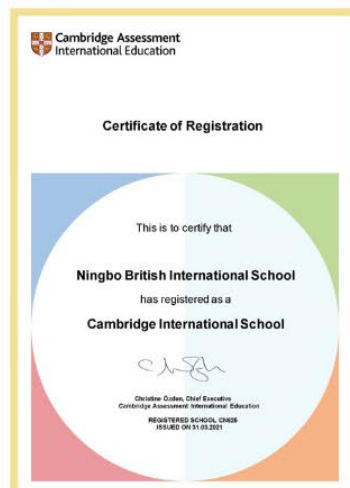 Cambridge Assessment
International Education
Certificate of Registration
This is to certify that
Ningbo British International School
has registered as a
Cambridge International School
Christine Özden, Chief Executive
Cambridge Assessment International Education
REGISTERED SCHOOL CN625
ISSUED ON 31.03.2021